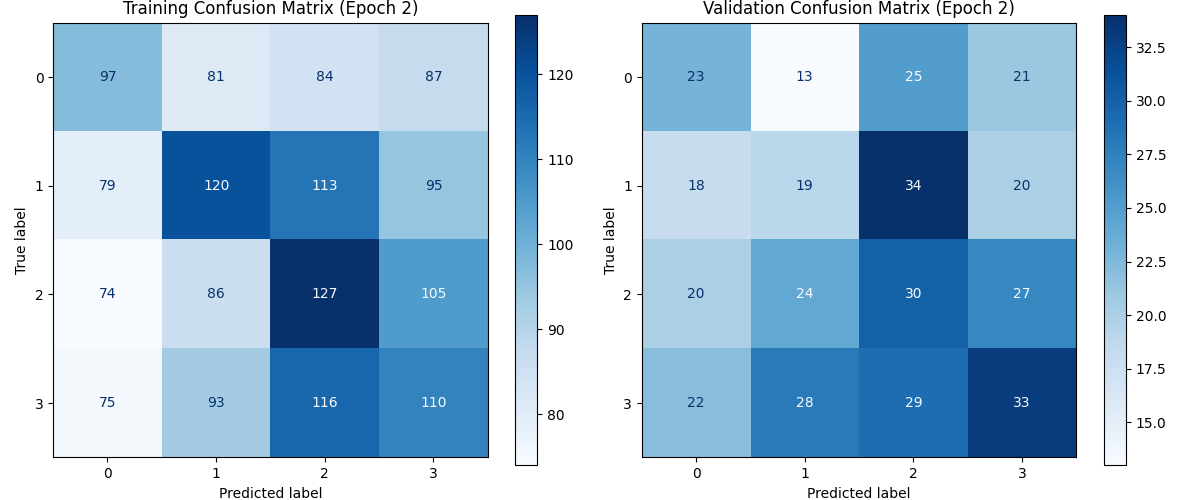 Training Confusion Matrix (Epoch 2)
True label
0
97 81 84 87
1
79 120 113 95
2
74 86 127 105
3
75 93 116 110
0 1 2 3
Predicted label
120
110
100
90
80
Validation Confusion Matrix (Epoch 2)
True label
0
23 13 25 21
1
18 19 34 20
2
20 24 30 27
3
22 28 29 33
0 1 2 3
Predicted label
32.5
30.0
27.5
25.0
22.5
20.0
17.5
15.0